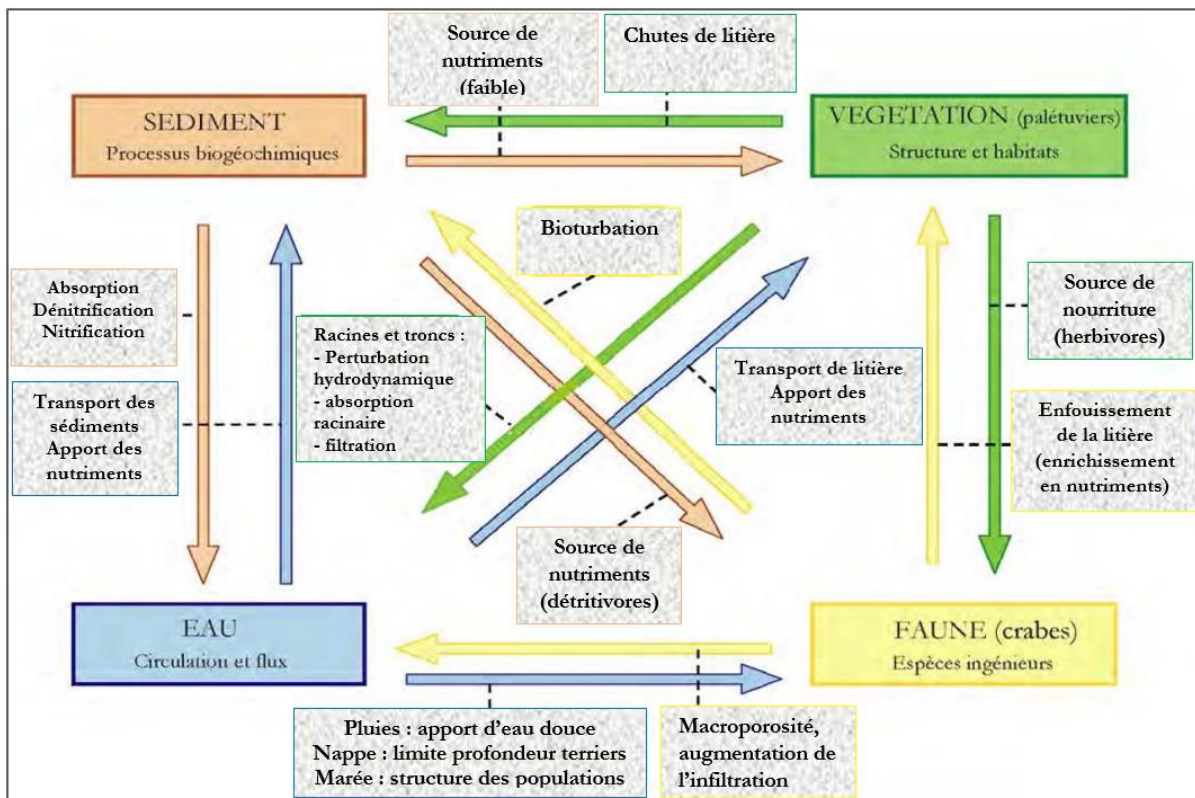 Source de
nutriments
(faible)
Chutes de litière
SEDIMENT
Processus biogéochimiques
VEGETATION (palétuviers)
Structure et habitats
Bioturbation
Absorption
Dénitrification
Nitrification
Racines et troncs :
- Perturbation
hydrodynamique
- absorption
racinaire
- filtration
Source de
nourriture
(herbivores)
Transport des
sédiments
Apport des
nutriments
Transport de litière
Apport des
nutriments
Enfouissement
de la litière
(enrichissement
en nutriments)
Source de
nutriments
(détritivores)
EAU
Circulation et flux
FAUNE (crabes)
Espèces ingénieurs
Pluies : apport d'eau douce
Nappe : limite profondeur terriers
Marée : structure des populations
Macroporosité,
augmentation de
l'infiltration